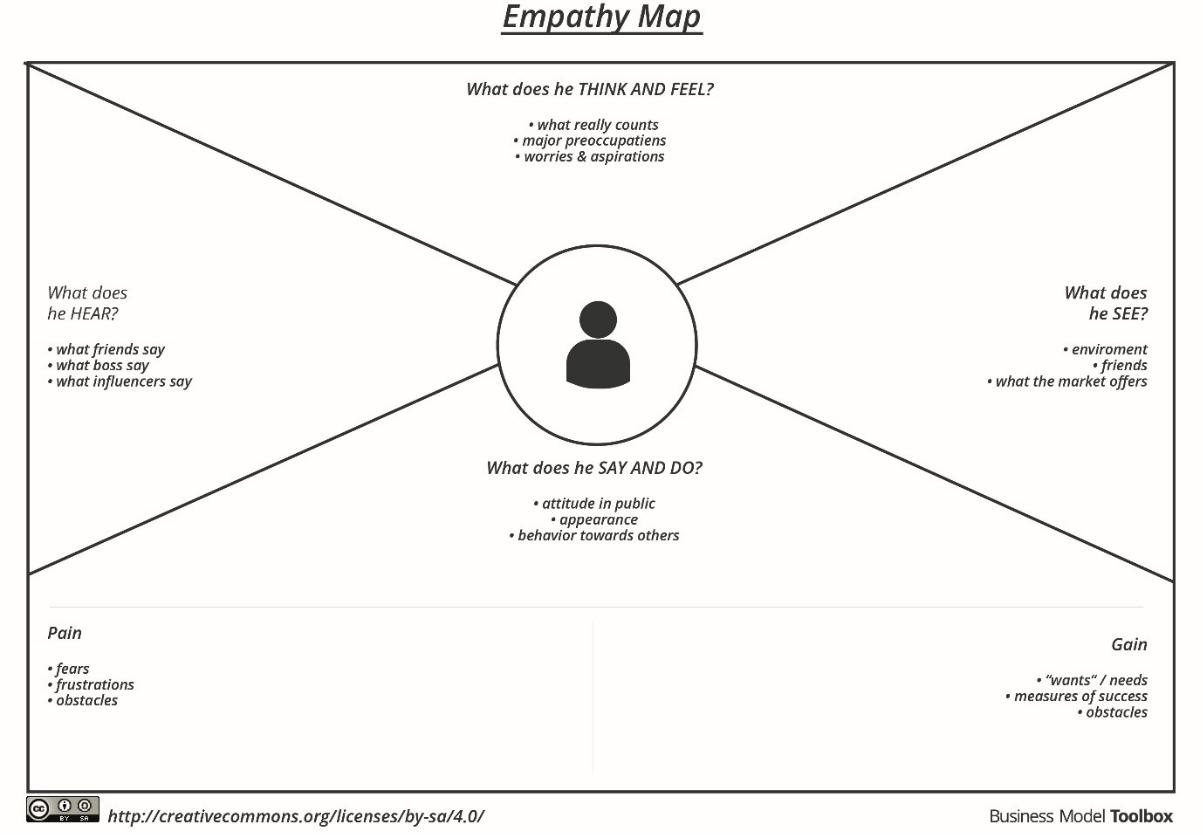 Empathy Map
What does he THINK AND FEEL?
• what really counts
• major preoccupatiens
• worries & aspirations
What does
he HEAR?
• what friends say
• what boss say
• what influencers say
What does
he SEE?
• enviroment
• friends
• what the market offers
What does he SAY AND DO?
• attitude in public
• appearance
• behavior towards others
Pain
• fears
• frustrations
• obstacles
Gain
• “wants“ / needs
• measures of success
• obstacles
cc BY SA
http://creativecommons.org/licenses/by-sa/4.0/
Business Model Toolbox